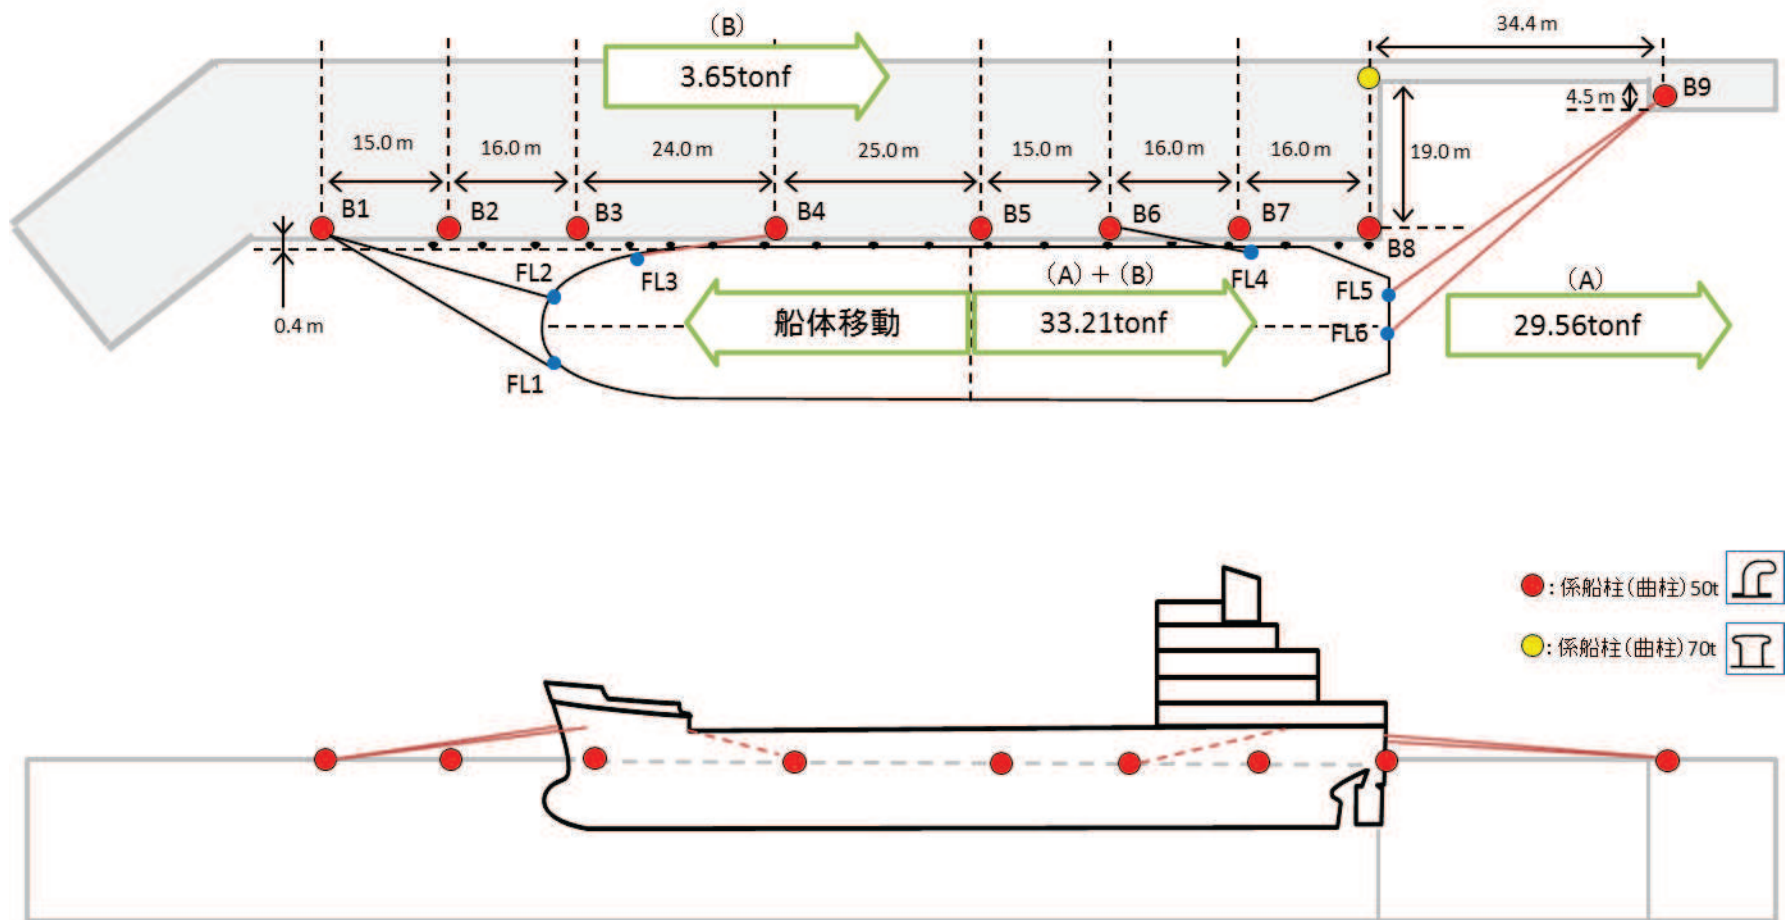 (B)
34.4 m
3.65tonf
B9
4.5 m
15.0 m
16.0 m
24.0 m
25.0 m
15.0 m
16.0 m
16.0 m
19.0 m
B1
B2
B3
B4
B5
B6
B7
B8
FL2
FL3
(A)+(B)
FL4
FL5
(A)
0.4 m
船体移動
33.21tonf
FL6
29.56tonf
FL1
:係船柱(曲柱)50t
:係船柱(曲柱)70t